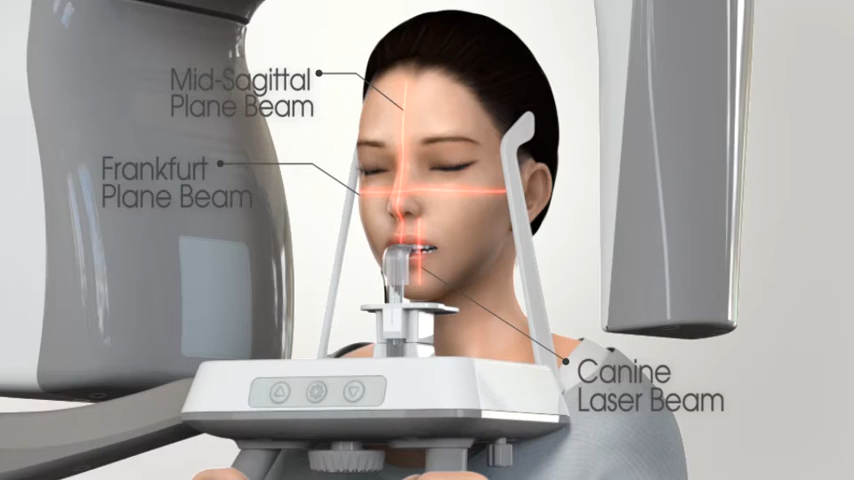 Mid-Sagittal
Plane Beam
Frankfurt
Plane Beam
Canine
Laser Beam